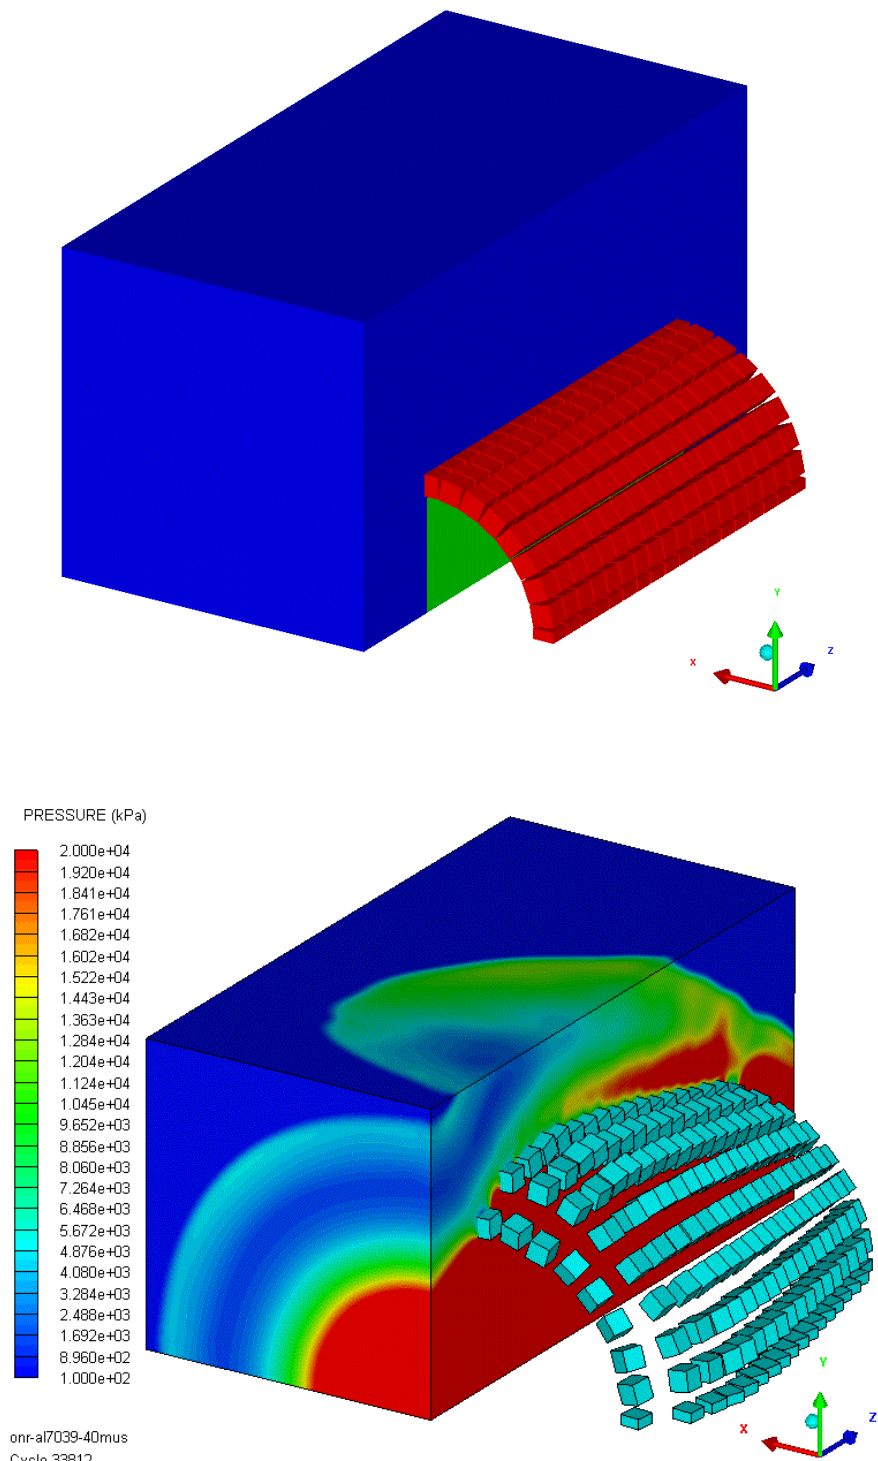 Y
Z
X
PRESSURE (kPa)
2.000e+04
1.920e+04
1.841e+04
1.761e+04
1.682e+04
1.602e+04
1.522e+04
1.443e+04
1.363e+04
1.284e+04
1.204e+04
1.124e+04
1.045e+04
9.652e+03
8.856e+03
8.060e+03
7.264e+03
6.468e+03
5.672e+03
4.876e+03
4.080e+03
3.284e+03
2.488e+03
1.692e+03
8.960e+02
1.000e+02
Y
Z
X
onr-al7039-40mus
Cycle 33812